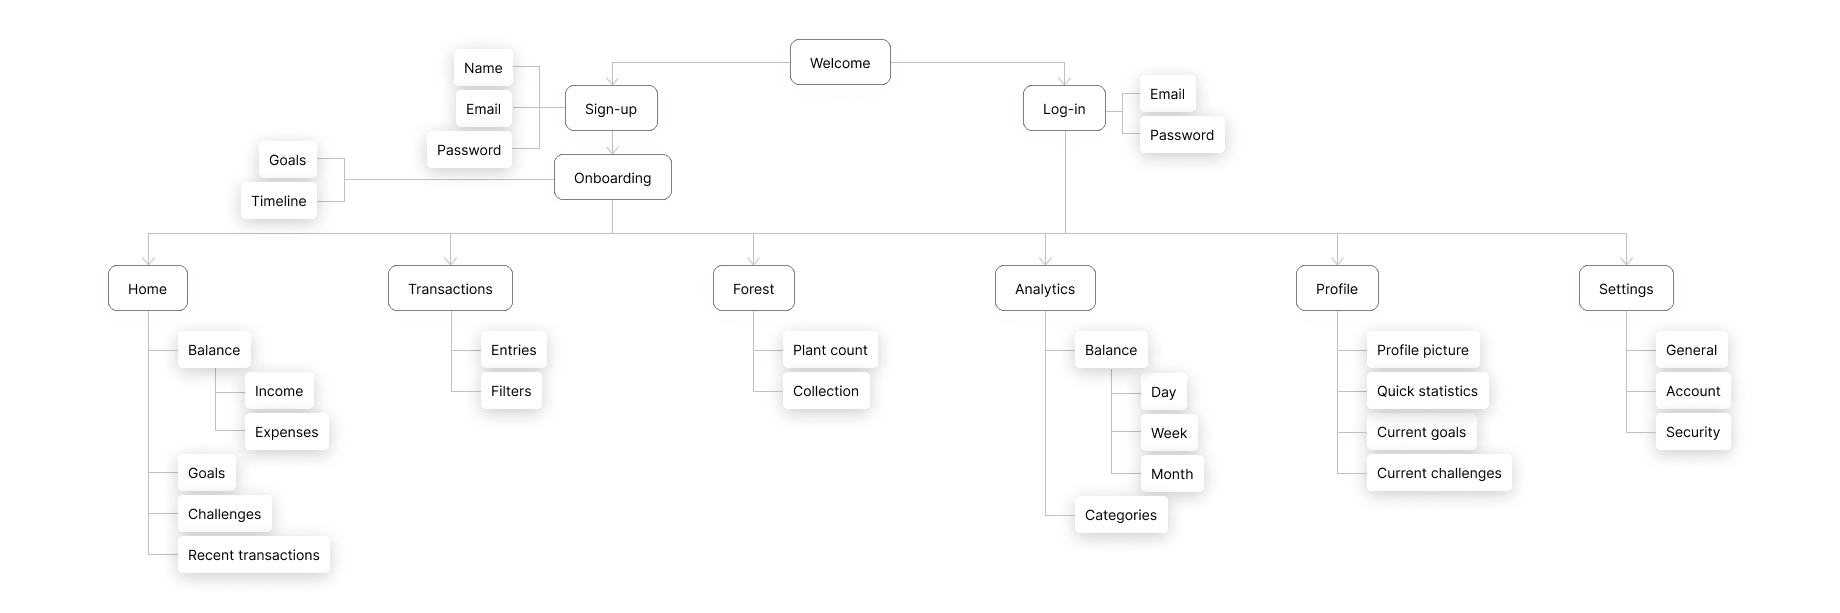 Welcome
Name
Email
Password
Sign-up
Log-in
Email
Password
Goals
Timeline
Onboarding
Home
Transactions
Forest
Analytics
Profile
Settings
Balance
Income
Expenses
Goals
Challenges
Recent transactions
Entries
Filters
Plant count
Collection
Balance
Day
Week
Month
Categories
Profile picture
Quick statistics
Current goals
Current challenges
General
Account
Security